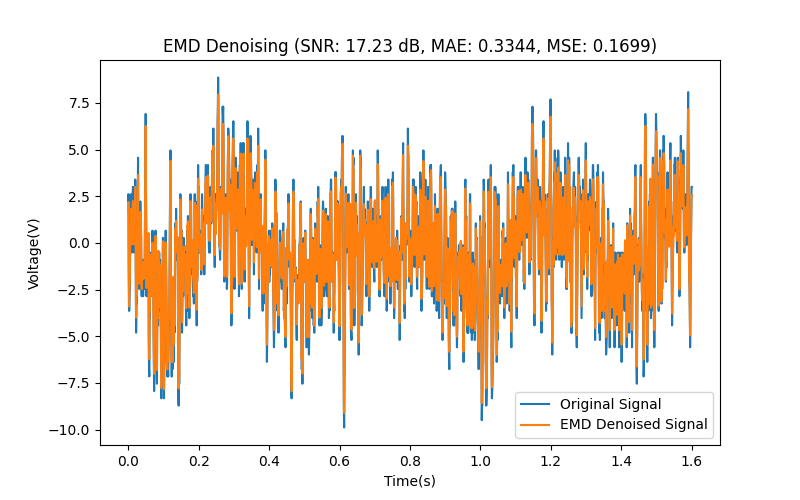 EMD Denoising (SNR: 17.23 dB, MAE: 0.3344, MSE: 0.1699)
7.5
5.0
2.5
0.0
−2.5
−5.0
−7.5
−10.0
Voltage(V)
Original Signal
EMD Denoised Signal
0.0 0.2 0.4 0.6 0.8 1.0 1.2 1.4 1.6
Time(s)